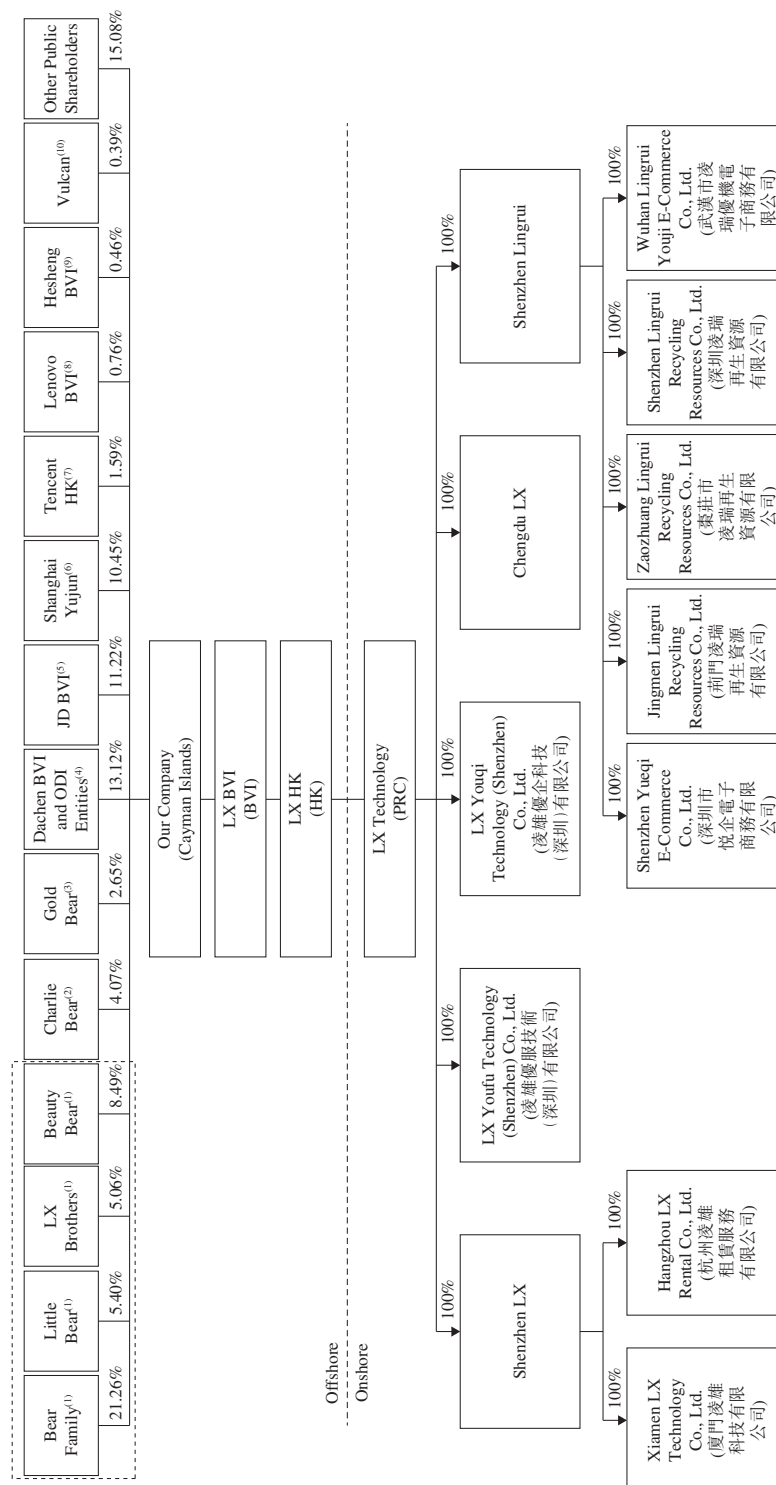 Bear
Family(1)
Little
Bear(1)
LX
Brothers(1)
Beauty
Bear(1)
Charlie
Bear(2)
Gold
Bear(3)
Dachen BVI
and ODI
Entities(4)
JD BVI(5)
Shanghai
Yujun(6)
Tencent
HK(7)
Lenovo
BVI(8)
Hesheng
BVI(9)
Vulcan(10)
Other Public
Shareholders
21.26%
5.40%
5.06%
8.49%
4.07%
2.65%
13.12%
11.22%
10.45%
1.59%
0.76%
0.46%
0.39%
15.08%
Our Company
(Cayman Islands)
LX BVI
(BVI)
LX HK
(HK)
Offshore
Onshore
LX Technology
(PRC)
100%
100%
100%
100%
100%
Shenzhen LX
LX Youfu Technology
(Shenzhen) Co., Ltd.
(凌雄優服技術
(深圳)有限公司)
LX Youqi
Technology (Shenzhen)
Co., Ltd.
(凌雄優企科技
(深圳)有限公司)
Chengdu LX
Shenzhen Lingrui
100%
100%
100%
100%
100%
100%
100%
Xiamen LX
Technology
Co., Ltd.
(廈門凌雄
科技有限
公司)
Hangzhou LX
Rental Co., Ltd.
(杭州凌雄
租賃服務
有限公司)
Shenzhen Yueqi
E-Commerce
Co., Ltd.
(深圳市
悅企電子
商務有限
公司)
Jingmen Lingrui
Recycling
Resources Co., Ltd.
(荊門凌瑞
再生資源
有限公司)
Zaozhuang Lingrui
Recycling
Resources Co., Ltd.
(棗莊市
凌瑞再生
資源有限
公司)
Shenzhen Lingrui
Recycling
Resources Co., Ltd.
(深圳凌瑞
再生資源
有限公司)
Wuhan Lingrui
Youji E-Commerce
Co., Ltd.
(武漢市凌
瑞優機電
子商務有
限公司)